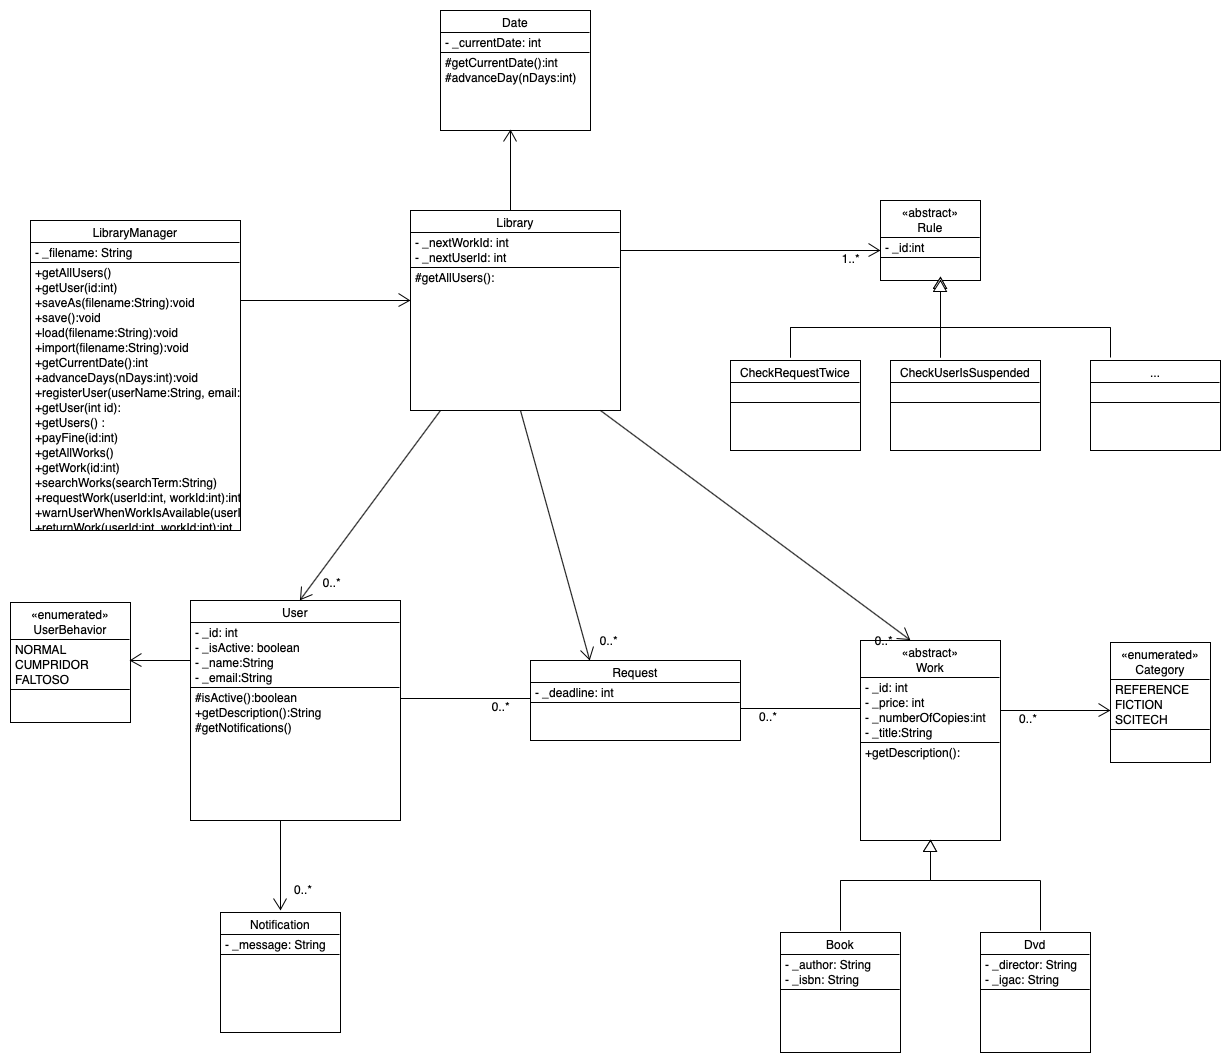 Date
- _currentDate: int
#getCurrentDate():int
#advanceDay(nDays:int)
LibraryManager
- _filename: String
+getAllUsers()
+getUser(id:int)
+saveAs(filename:String):void
+save():void
+load(filename:String):void
+import(filename:String):void
+getCurrentDate():int
+advanceDays(nDays:int):void
+registerUser(userName:String, email:
+getUser(int id):
+getUsers() :
+payFine(id:int)
+getAllWorks()
+getWork(id:int)
+searchWorks(searchTerm:String)
+requestWork(userId:int, workId:int):int
+warnUserWhenWorkIsAvailable(userI
+returnWork(userId:int, workId:int):int
Library
- _nextWorkId: int
- _nextUserId: int
#getAllUsers():
1..*
«abstract»
Rule
- _id:int
CheckRequestTwice
CheckUserIsSuspended
...
0..*
0..*
0..*
«enumerated»
UserBehavior
NORMAL
CUMPRIDOR
FALTOSO
User
- _id: int
- _isActive: boolean
- _name:String
- _email:String
#isActive():boolean
+getDescription():String
#getNotifications()
0..*
Request
- _deadline: int
0..*
«abstract»
Work
- _id: int
- _price: int
- _numberOfCopies:int
- _title:String
+getDescription():
0..*
«enumerated»
Category
REFERENCE
FICTION
SCITECH
0..*
Notification
- _message: String
Book
- _author: String
- _isbn: String
Dvd
- _director: String
- _igac: String